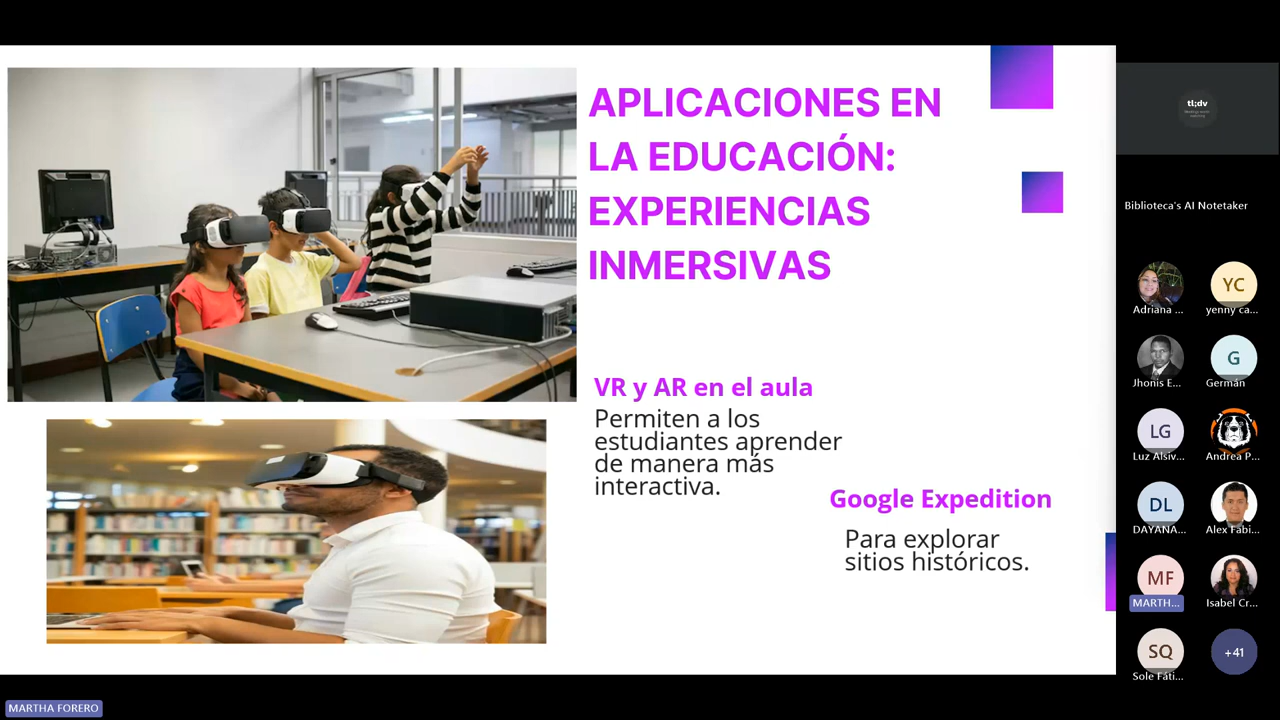 APLICACIONES EN
LA EDUCACIÓN:
EXPERIENCIAS
INMERSIVAS
VR y AR en el aula
Permiten a los
estudiantes aprender
de manera más
interactiva.
Google Expedition
Para explorar
sitios históricos.
tl;dv
Biblioteca's AI Notetaker
Adriana ...
YC
yenny ca...
Jhonis E...
G
Germán
LG
Luz Alsiv...
Andrea P...
DL
DAYANA...
Alex Fabi...
MF
MARTH...
Isabel Cr...
SQ
Sole Fáti...
+41
MARTHA FORERO